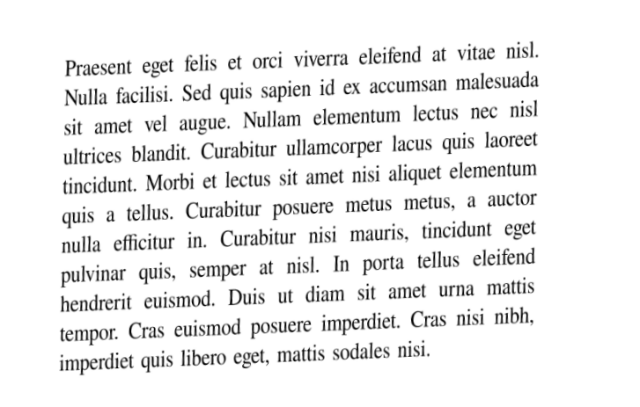 Praesent eget felis et orci viverra eleifend at vitae nisl.
Nulla facilisi. Sed quis sapien id ex accumsan malesuada
sit amet vel augue. Nullam elementum lectus nec nisl
ultrices blandit. Curabitur ullamcorper lacus quis laoreet
tincidunt. Morbi et lectus sit amet nisi aliquet elementum
quis a tellus. Curabitur posuere metus metus, a auctor
nulla efficitur in. Curabitur nisi mauris, tincidunt eget
pulvinar quis, semper at nisl. In porta tellus eleifend
hendrerit euismod. Duis ut diam sit amet urna mattis
tempor. Cras euismod posuere imperdiet. Cras nisi nibh,
imperdiet quis libero eget, mattis sodales nisi.